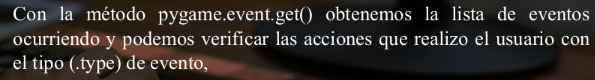 Con la método pygame.event.get() obtenemos la lista de eventos
ocurriendo y podemos verificar las acciones que realizo el usuario con
el tipo (.type) de evento,